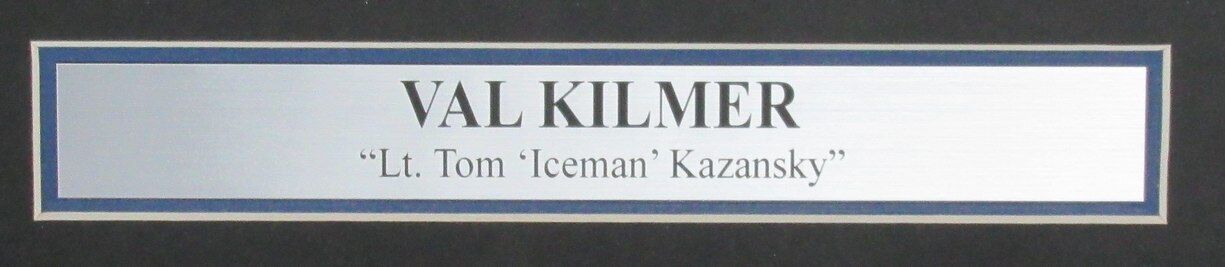 VAL KILMER
“Lt. Tom ‘Iceman’ Kazansky”